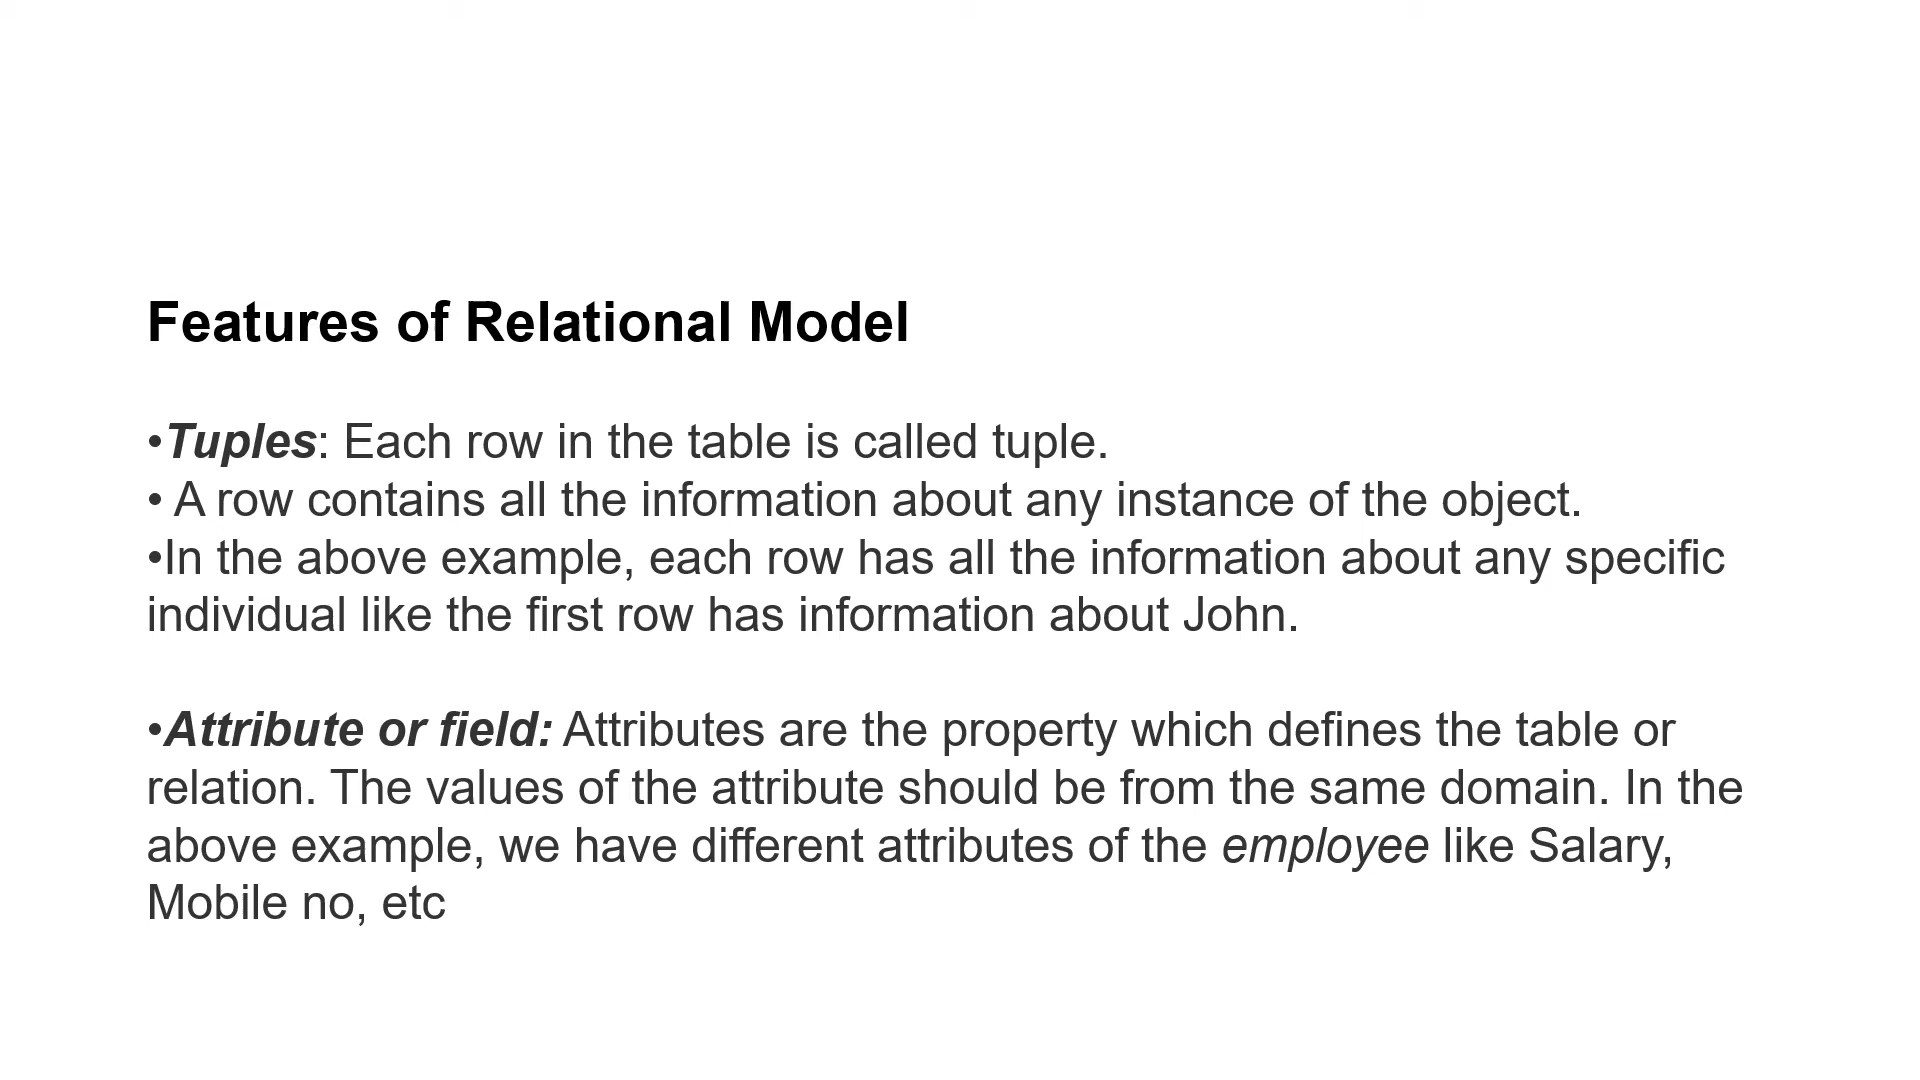 Features of Relational Model
•Tuples: Each row in the table is called tuple.
• A row contains all the information about any instance of the object.
•In the above example, each row has all the information about any specific
individual like the first row has information about John.
•Attribute or field: Attributes are the property which defines the table or
relation. The values of the attribute should be from the same domain. In the
above example, we have different attributes of the employee like Salary,
Mobile no, etc